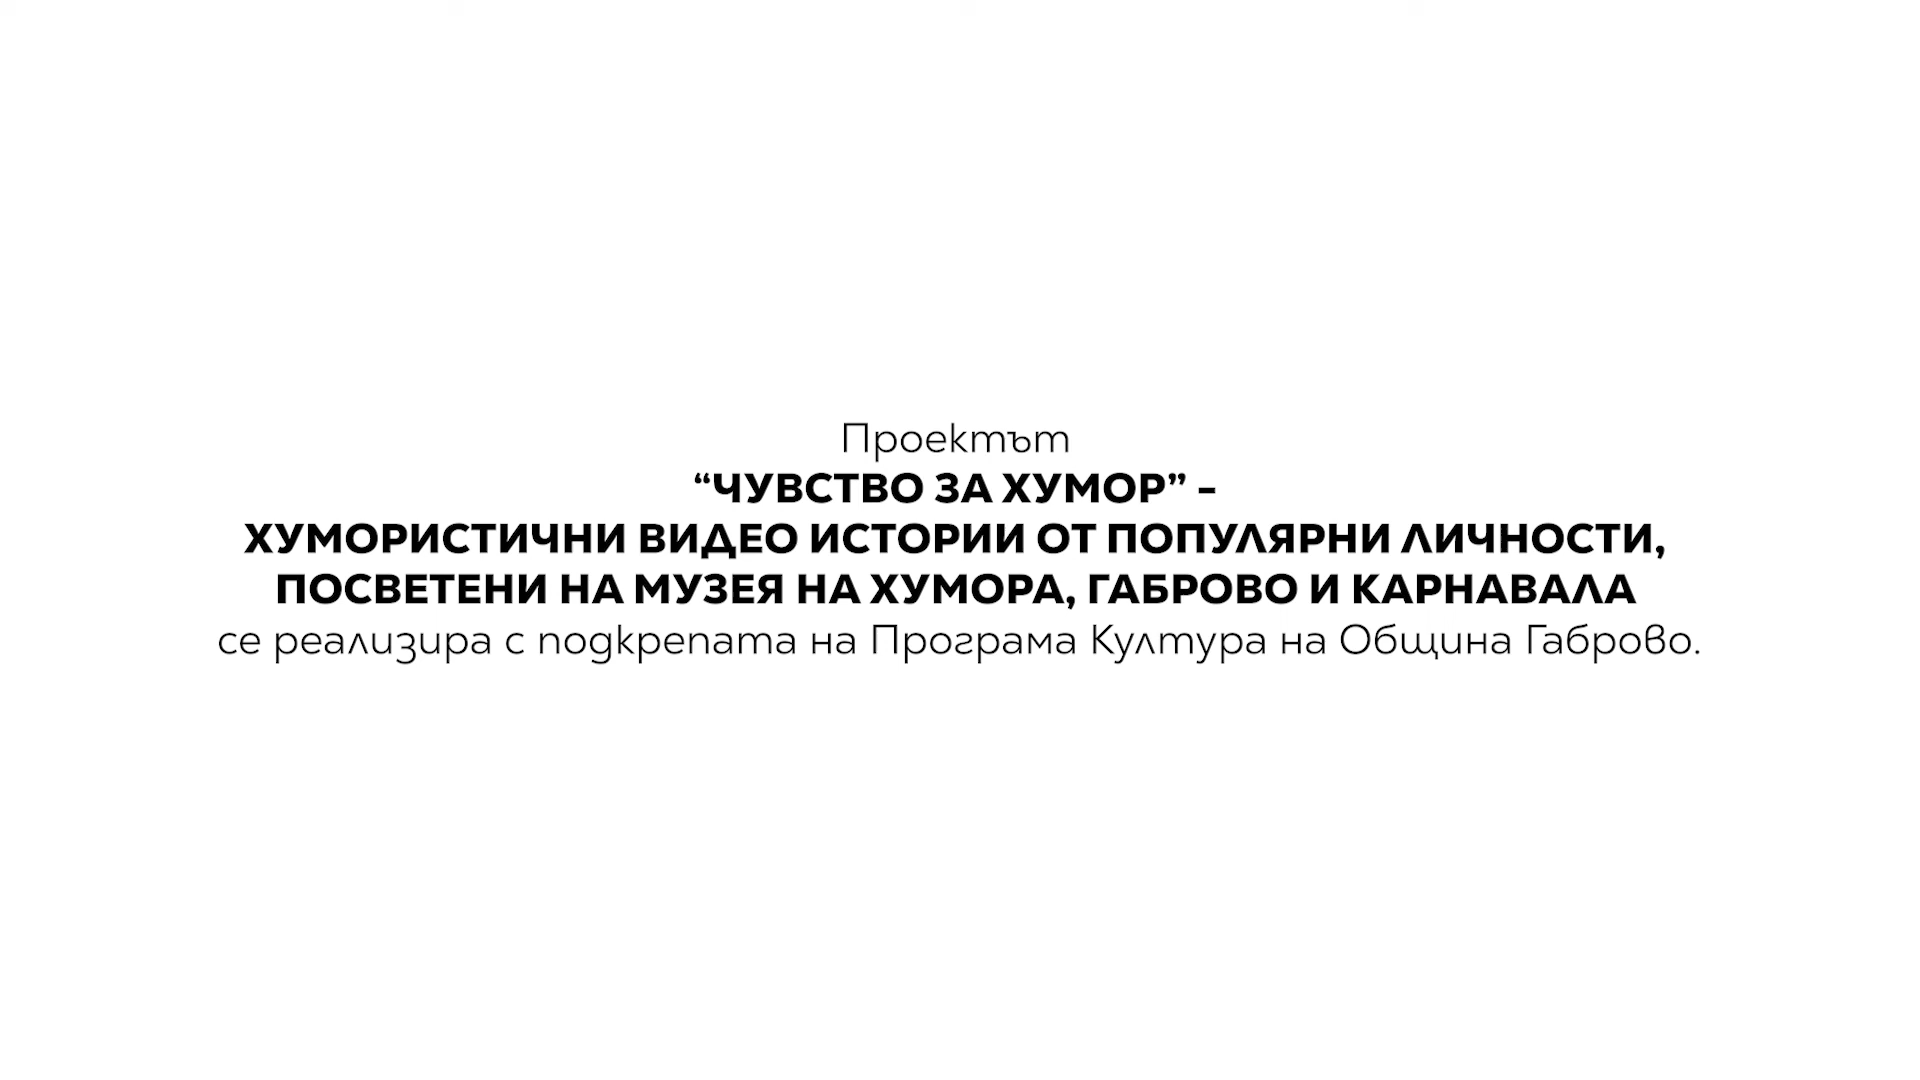 Проектът
“ЧУВСТВО ЗА ХУМОР” -
ХУМОРИСТИЧНИ ВИДЕО ИСТОРИИ ОТ ПОПУЛЯРНИ ЛИЧНОСТИ,
ПОСВЕТЕНИ НА МУЗЕЯ НА ХУМОРА, ГАБРОВО И КАРНАВАЛА
се реализира с подкрепата на Програма Култура на Община Габрово.